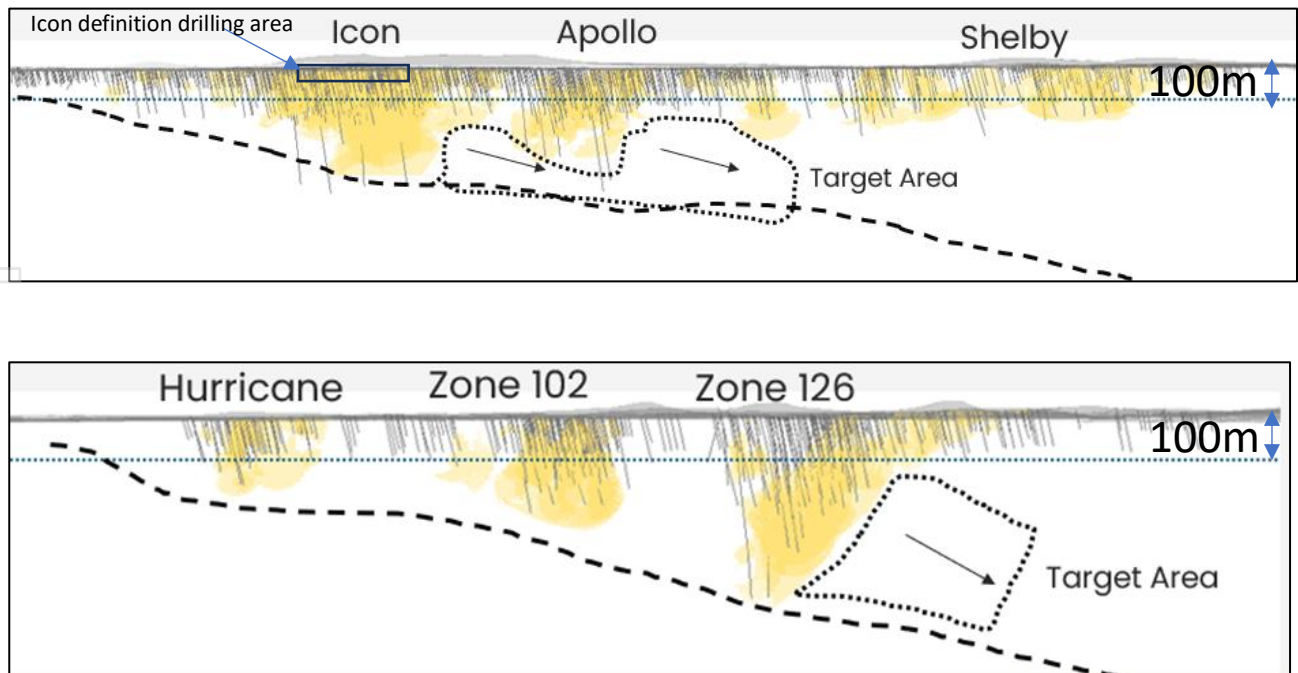 Icon definition drilling area
Icon
Apollo
Shelby
100m
Target Area
Hurricane
Zone 102
Zone 126
100m
Target Area